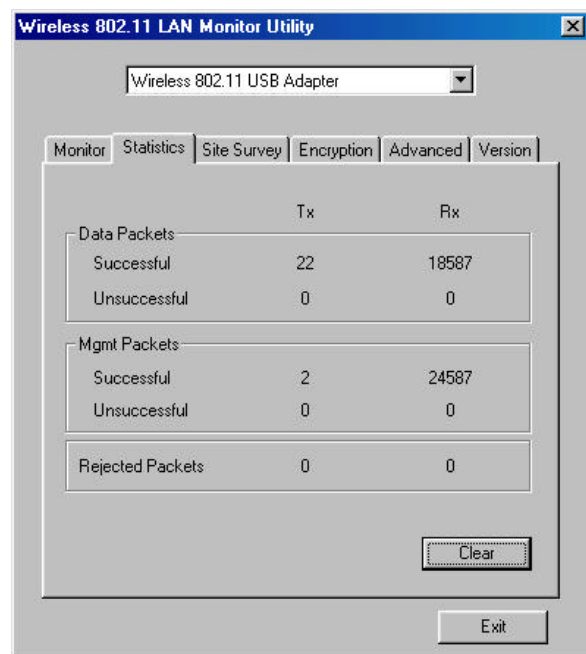 Wireless 802.11 LAN Monitor Utility
Wireless 802.11 USB Adapter
Monitor Statistics Site Survey Encryption Advanced Version
Tx Rx
Data Packets
Successful 22 18587
Unsuccessful 0 0
Mgmt Packets
Successful 2 24587
Unsuccessful 0 0
Rejected Packets 0 0
Clear
Exit